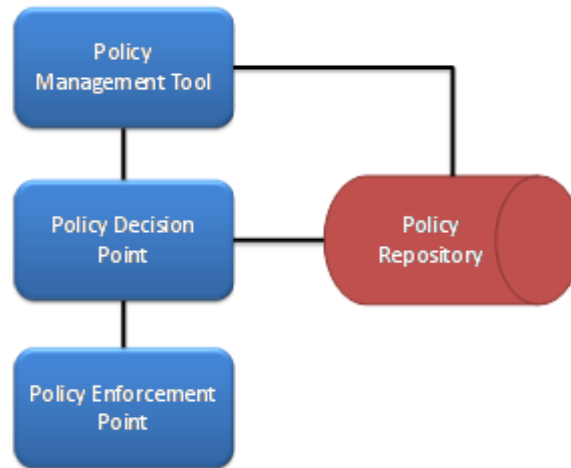 Policy
Management Tool
Policy Decision
Point
Policy
Repository
Policy Enforcement
Point